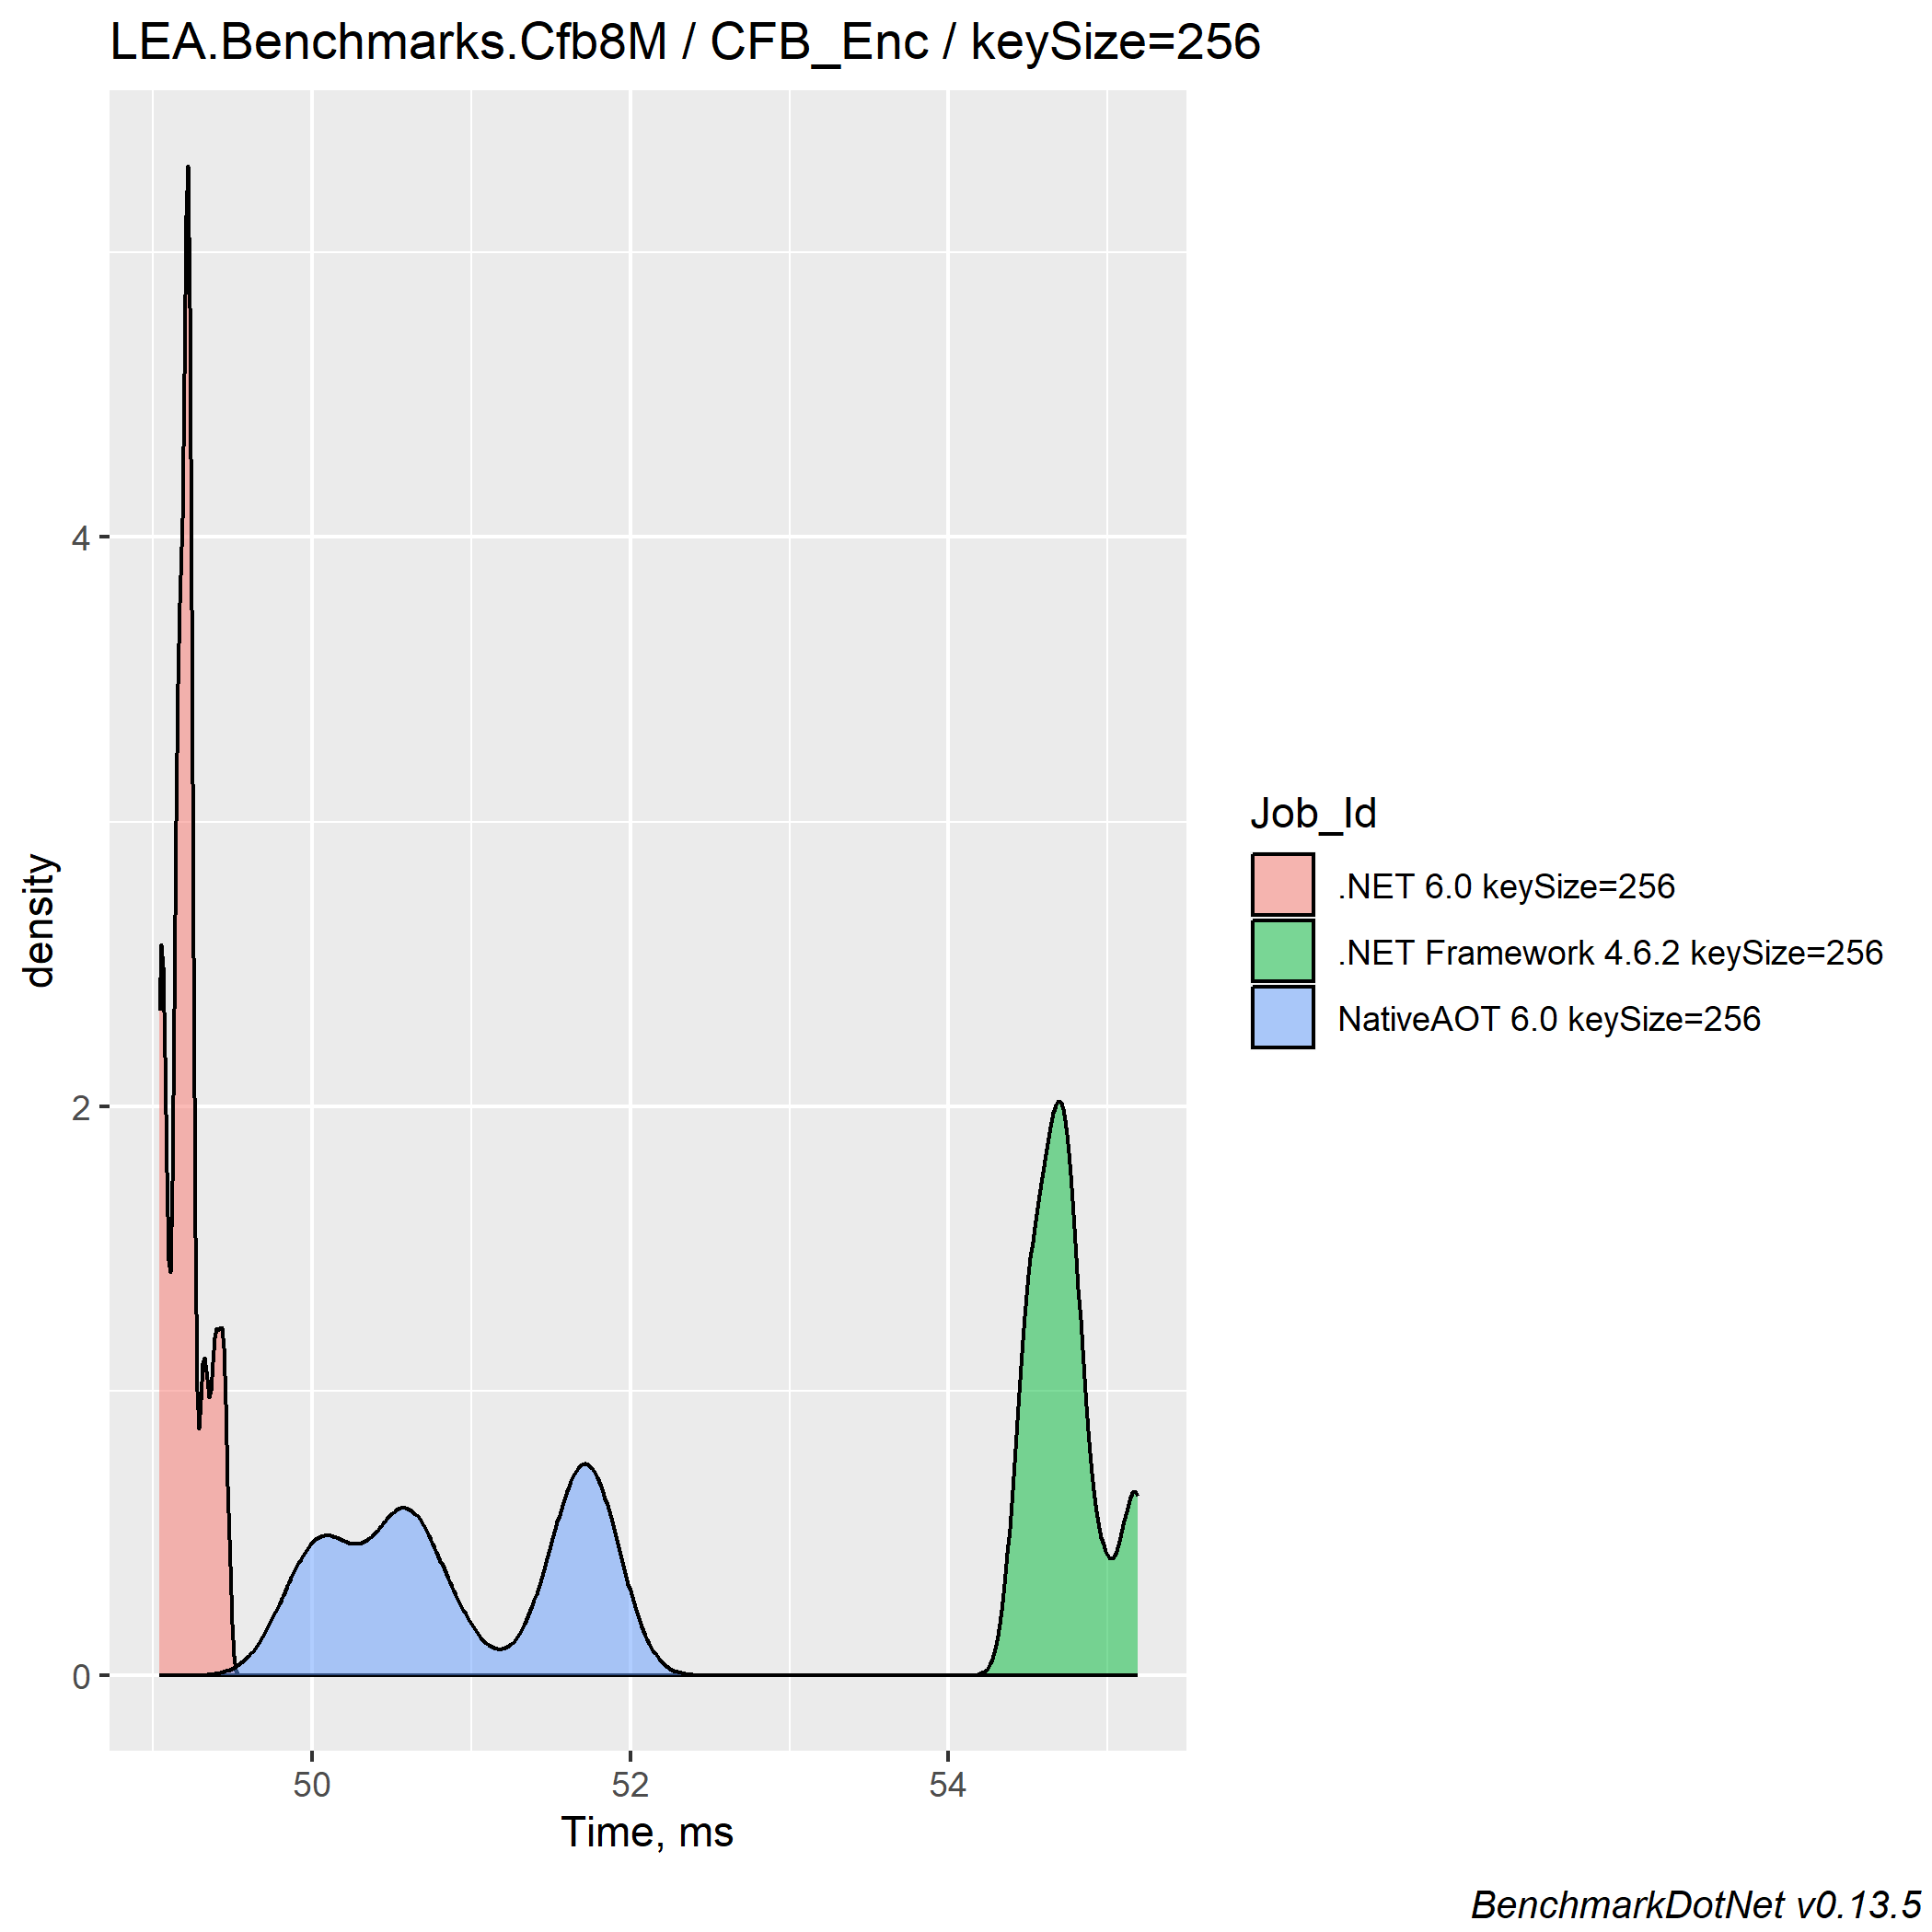 LEA.Benchmarks.Cfb8M / CFB_Enc / keySize=256
density
4
2
0
50 52 54
Time, ms
Job_Id
.NET 6.0 keySize=256
.NET Framework 4.6.2 keySize=256
NativeAOT 6.0 keySize=256
BenchmarkDotNet v0.13.5